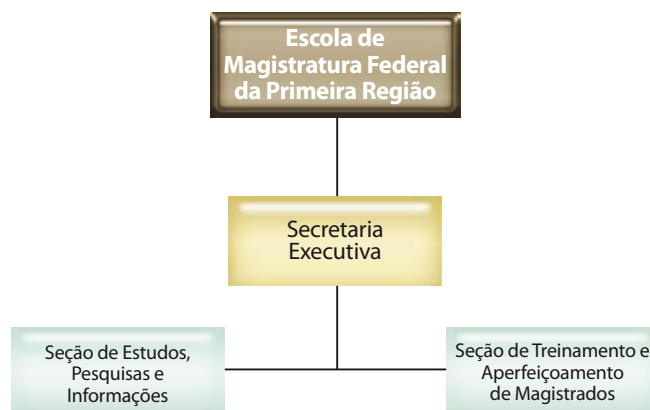 Escola de
Magistratura Federal
da Primeira Região
Secretaria
Executiva
Seção de Estudos,
Pesquisas e
Informações
Seção de Treinamento e
Aperfeiçoamento
de Magistrados